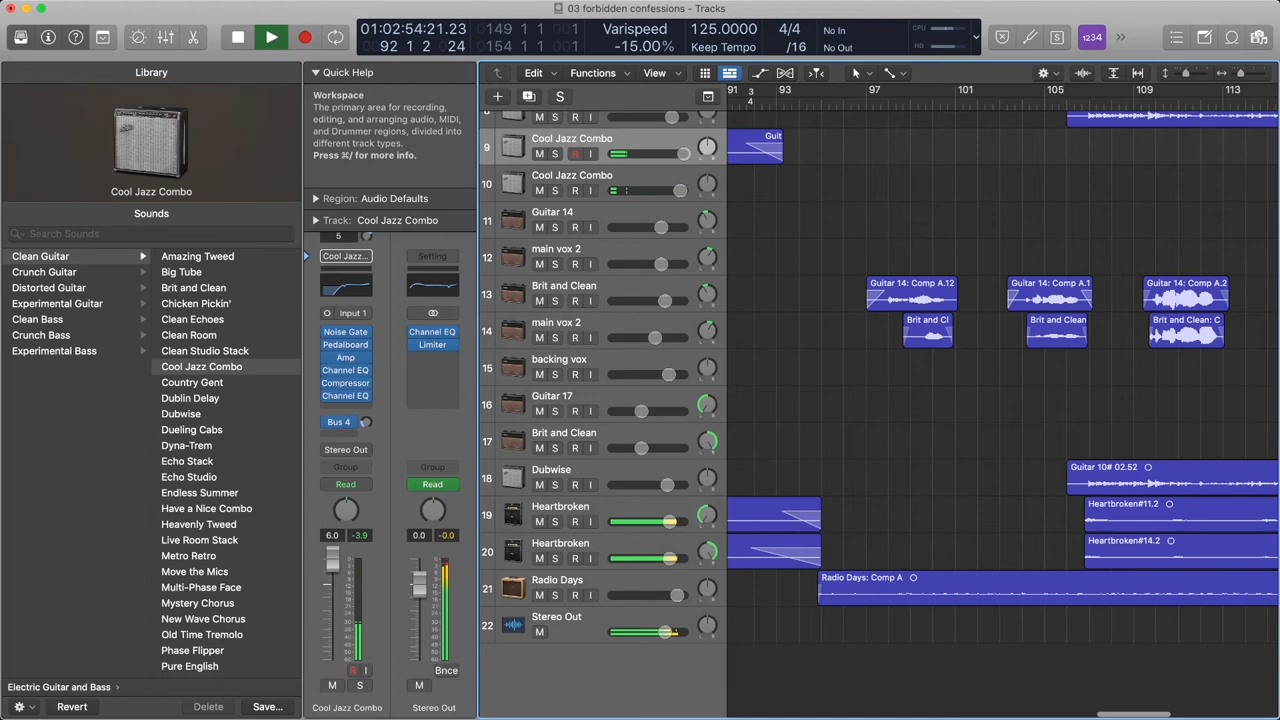 03 forbidden confessions - Tracks
01:02:54:21.23
92 1 2 24
149 1 1 001
154 1 1 001
Varispeed
-15.00%
125.0000
Keep Tempo
4/4
/16
No In
No Out
CPU
HD
1234
Library
Cool Jazz Combo
Sounds
Search Sounds
Clean Guitar
Crunch Guitar
Distorted Guitar
Experimental Guitar
Clean Bass
Crunch Bass
Experimental Bass
Amazing Tweed
Big Tube
Brit and Clean
Chicken Pickin'
Clean Echoes
Clean Room
Clean Studio Stack
Cool Jazz Combo
Country Gent
Dublin Delay
Dubwise
Dueling Cabs
Dyna-Trem
Echo Stack
Echo Studio
Endless Summer
Have a Nice Combo
Heavenly Tweed
Live Room Stack
Metro Retro
Move the Mics
Multi-Phase Face
Mystery Chorus
New Wave Chorus
Old Time Tremolo
Phase Flipper
Pure English
Electric Guitar and Bass
Revert
Delete
Save...
Quick Help
Workspace
The primary area for recording,
editing, and arranging audio, MIDI,
and Drummer regions, divided into
different track types.
Press ⌘/ for more info.
Region: Audio Defaults
Track: Cool Jazz Combo
5
Cool Jazz...
Setting
Input 1
Noise Gate
Pedalboard
Amp
Channel EQ
Compressor
Channel EQ
Channel EQ
Limiter
Bus 4
Stereo Out
Group
Group
Read
Read
6.0 -3.9
0.0 -0.0
R I
Bnce
M S
M
Cool Jazz Combo
Stereo Out
Edit Functions View
S
91 3/4 93 97 101 105 109 113
9 Cool Jazz Combo
M S R I
10 Cool Jazz Combo
M S R I
11 Guitar 14
M S R I
12 main vox 2
M S R I
13 Brit and Clean
M S R I
14 main vox 2
M S R I
15 backing vox
M S R I
16 Guitar 17
M S R I
17 Brit and Clean
M S R I
18 Dubwise
M S R I
19 Heartbroken
M S R I
20 Heartbroken
M S R I
21 Radio Days
M S R I
22 Stereo Out
M
Guit
Guitar 14: Comp A.12
Guitar 14: Comp A.1
Guitar 14: Comp A.2
Brit and Cl
Brit and Clean
Brit and Clean: C
Guitar 10# 02.52
Heartbroken#11.2
Heartbroken#14.2
Radio Days: Comp A